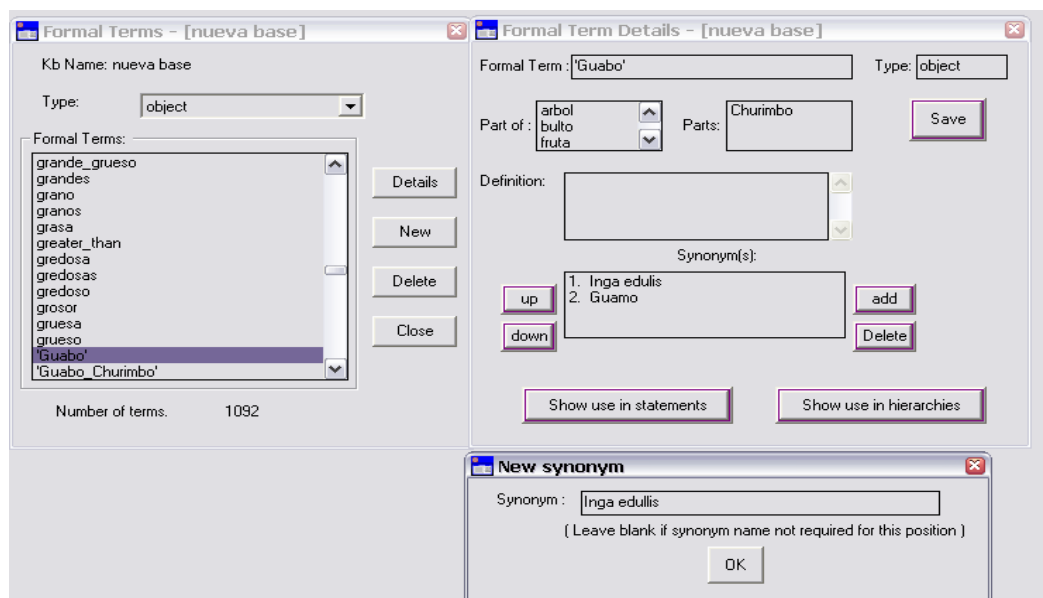 Formal Terms - [nueva base]
Kb Name: nueva base
Type: object
Formal Terms:
grande_grueso
grandes
grano
granos
grasa
greater_than
gredosa
gredosas
gredoso
grosor
gruesa
grueso
'Guabo'
'Guabo_Churimbo'
Details
New
Delete
Close
Number of terms. 1092
Formal Term Details - [nueva base]
Formal Term : 'Guabo' Type: object
Part of : arbol
bulto
fruta
Parts: Churimbo
Save
Definition:
Synonym(s):
1. Inga edulis
2. Guamo
up
down
add
Delete
Show use in statements Show use in hierarchies
New synonym
Synonym : Inga edullis
( Leave blank if synonym name not required for this position )
OK